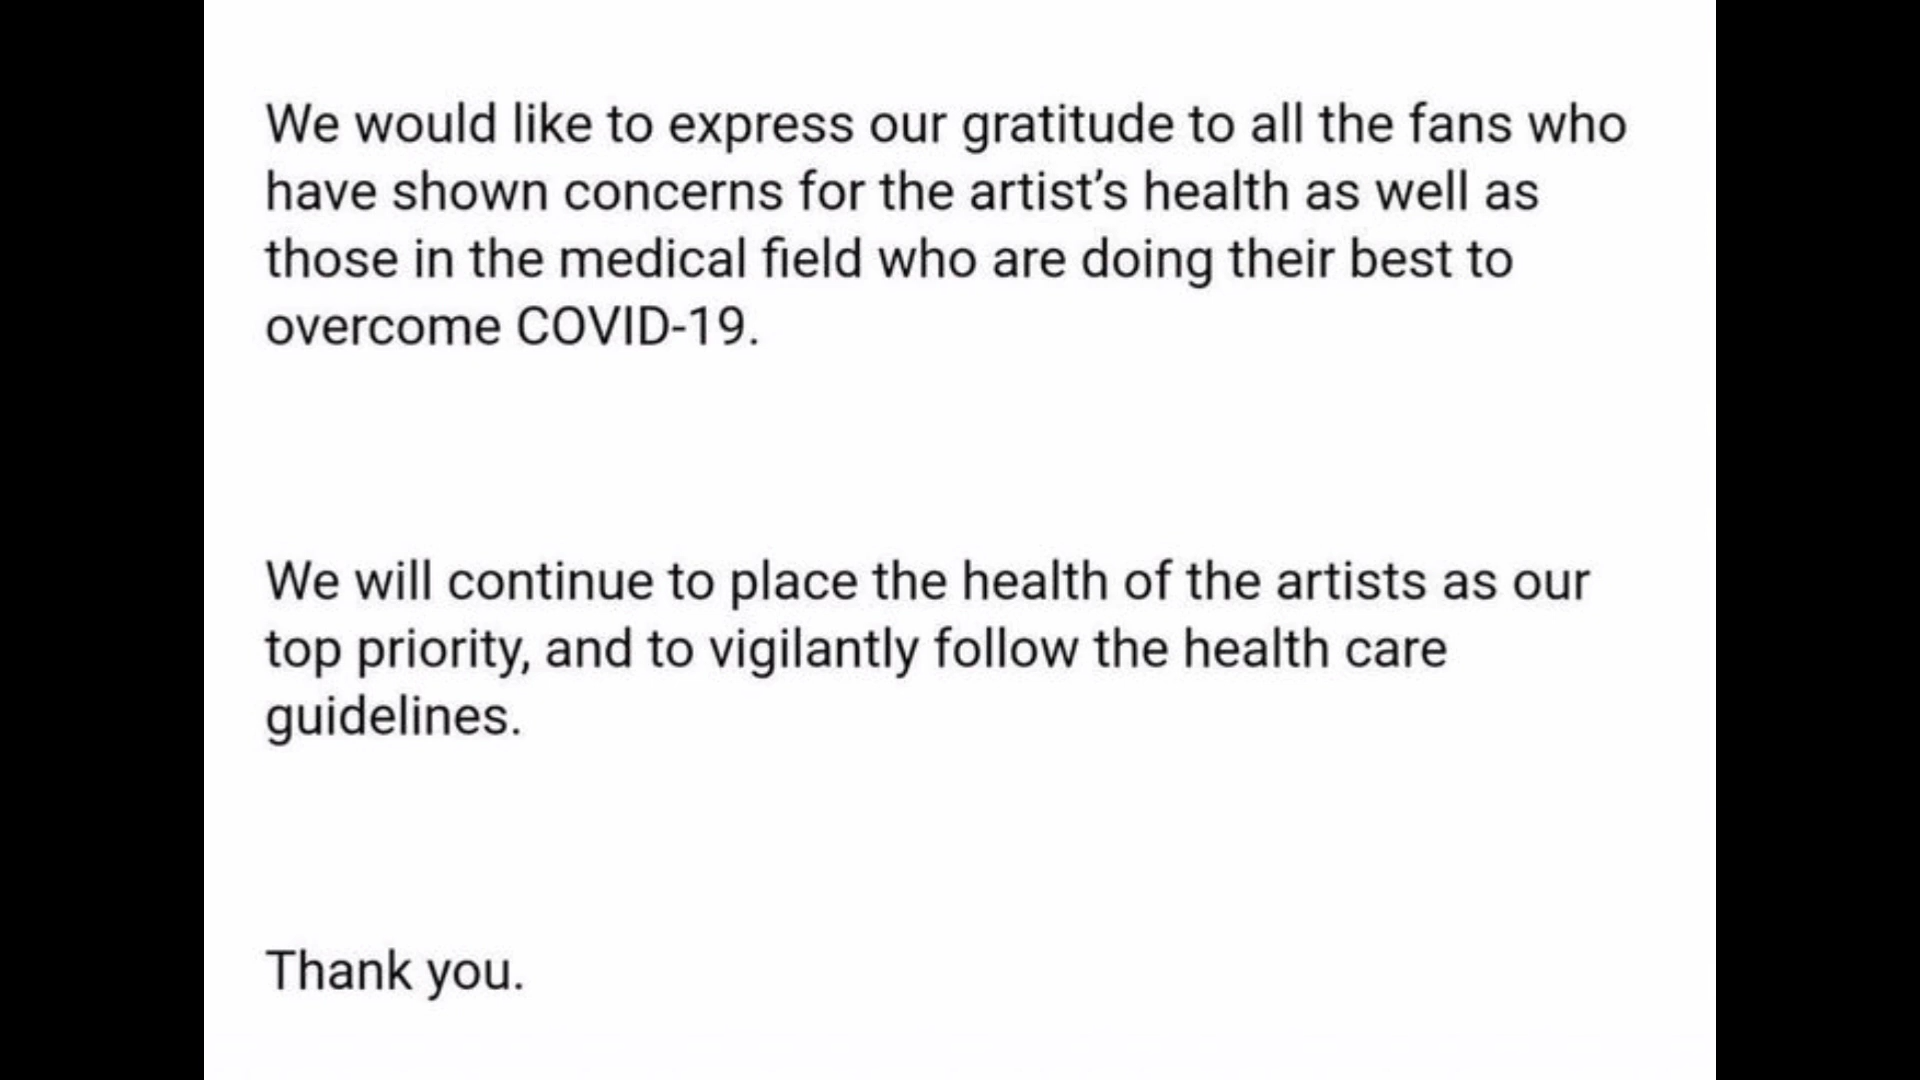 We would like to express our gratitude to all the fans who
have shown concerns for the artist’s health as well as
those in the medical field who are doing their best to
overcome COVID-19.
We will continue to place the health of the artists as our
top priority, and to vigilantly follow the health care
guidelines.
Thank you.